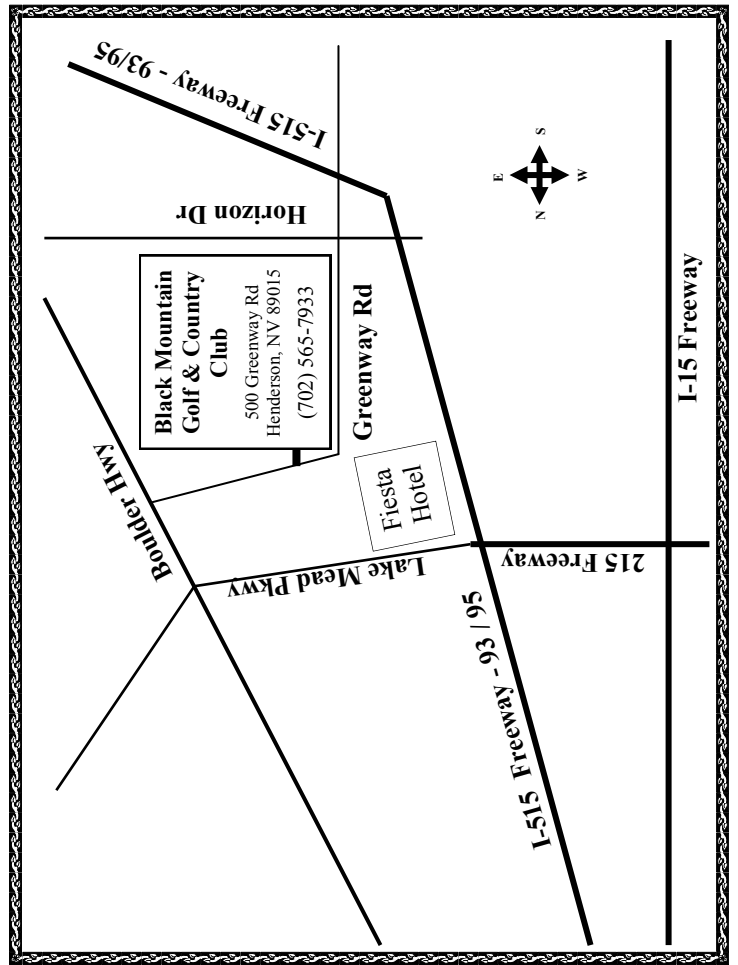 I-515 Freeway - 93/95
Horizon Dr
Black Mountain
Golf & Country
Club
500 Greenway Rd
Henderson, NV 89015
(702) 565-7933
Greenway Rd
Boulder Hwy
Fiesta
Hotel
Lake Mead Pkwy
215 Freeway
I-515 Freeway - 93 / 95
I-15 Freeway
E
S
N
W